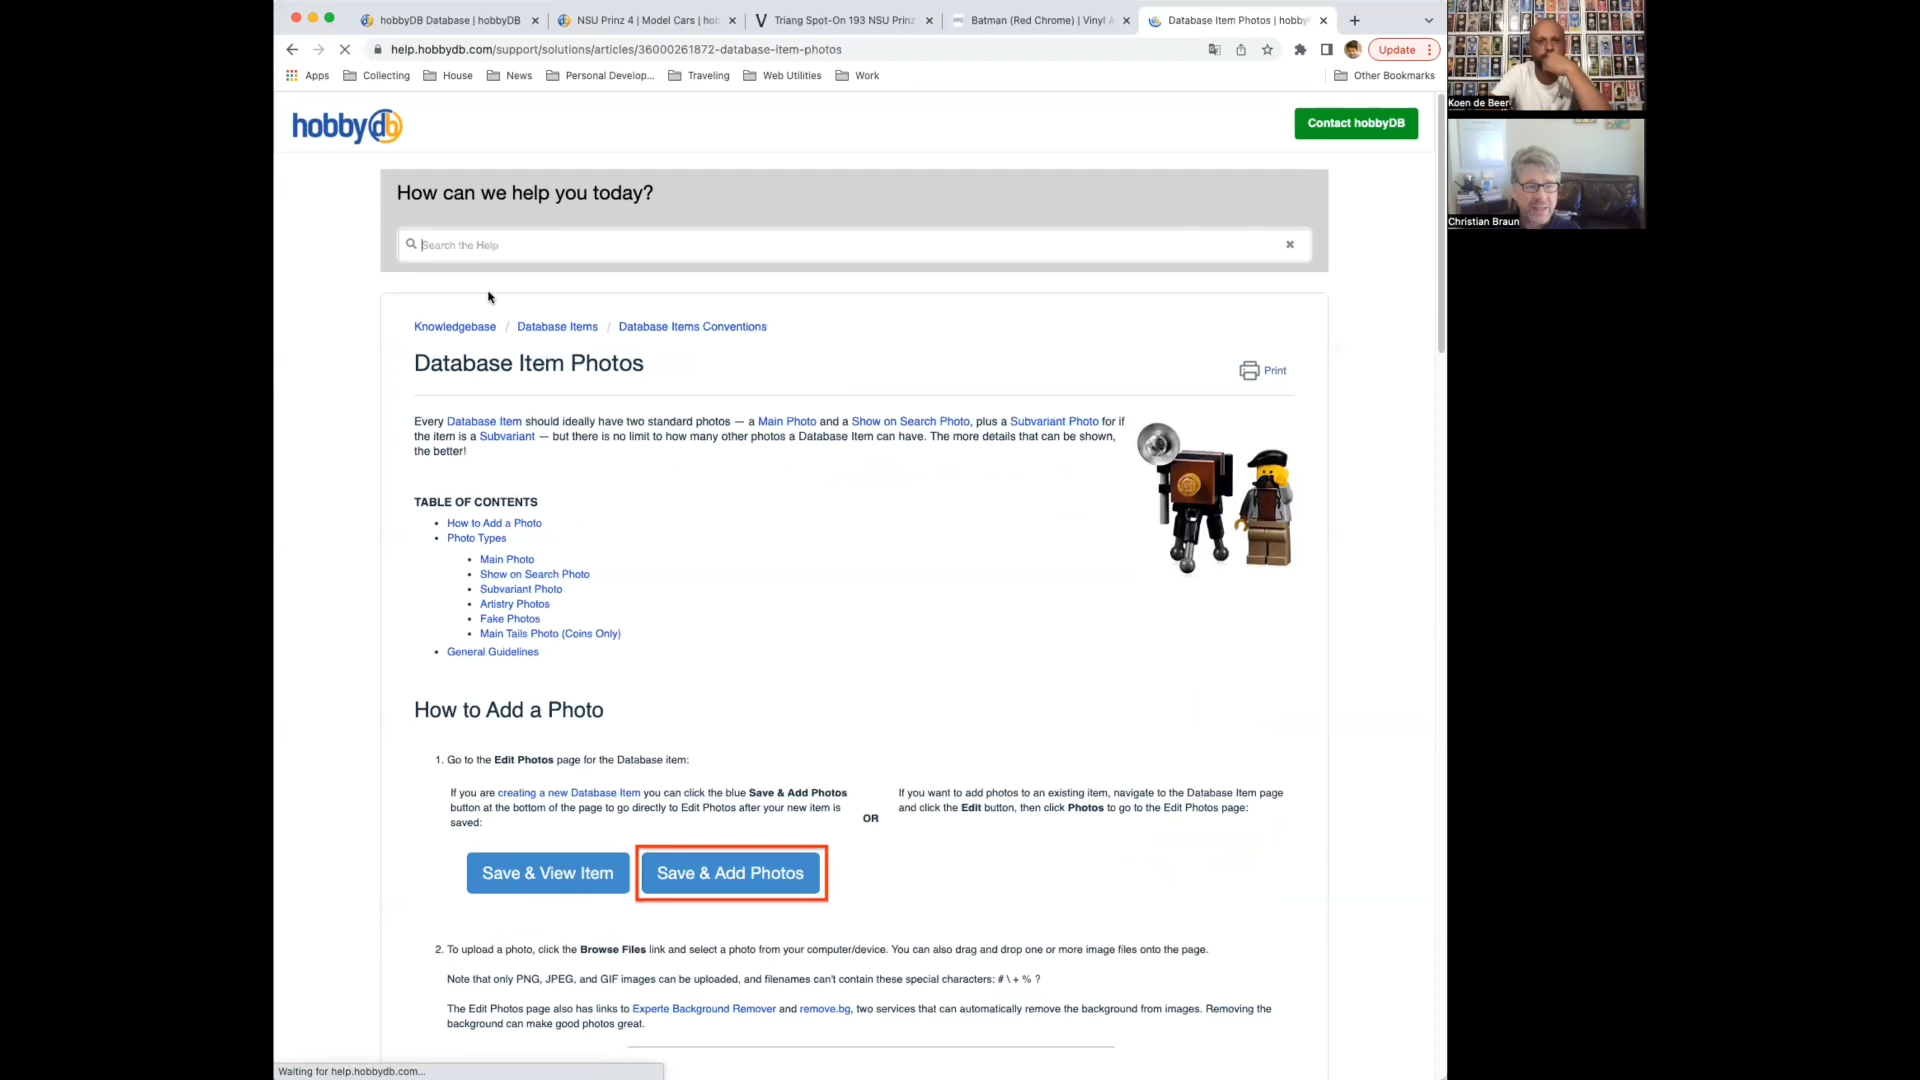 hobbyDB Database | hobbyDB
NSU Prinz 4 | Model Cars | hob
Triang Spot-On 193 NSU Prinz
Batman (Red Chrome) | Vinyl A
Database Item Photos | hobby
help.hobbydb.com/support/solutions/articles/36000261872-database-item-photos
Update
Apps
Collecting
House
News
Personal Develop...
Traveling
Web Utilities
Work
Other Bookmarks
Koen de Beer
Christian Braun
hobbydb
Contact hobbyDB
How can we help you today?
Search the Help
Knowledgebase / Database Items / Database Items Conventions
Database Item Photos
Print
Every Database Item should ideally have two standard photos — a Main Photo and a Show on Search Photo, plus a Subvariant Photo for if
the item is a Subvariant — but there is no limit to how many other photos a Database Item can have. The more details that can be shown,
the better!
TABLE OF CONTENTS
• How to Add a Photo
• Photo Types
• Main Photo
• Show on Search Photo
• Subvariant Photo
• Artistry Photos
• Fake Photos
• Main Tails Photo (Coins Only)
• General Guidelines
How to Add a Photo
1. Go to the Edit Photos page for the Database item:
If you are creating a new Database Item you can click the blue Save & Add Photos
button at the bottom of the page to go directly to Edit Photos after your new item is
saved:
OR
If you want to add photos to an existing item, navigate to the Database Item page
and click the Edit button, then click Photos to go to the Edit Photos page:
Save & View Item
Save & Add Photos
2. To upload a photo, click the Browse Files link and select a photo from your computer/device. You can also drag and drop one or more image files onto the page.
Note that only PNG, JPEG, and GIF images can be uploaded, and filenames can't contain these special characters: # \ + % ?
The Edit Photos page also has links to Experte Background Remover and remove.bg, two services that can automatically remove the background from images. Removing the
background can make good photos great.
Waiting for help.hobbydb.com...